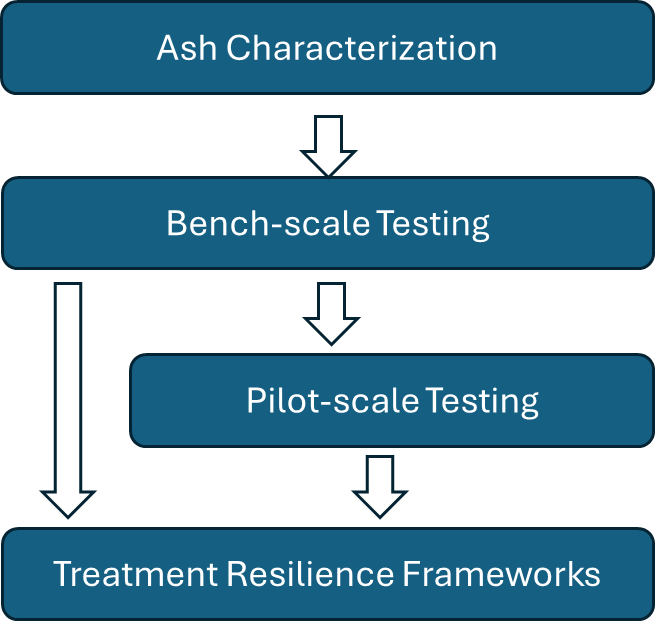 Ash Characterization
Bench-scale Testing
Pilot-scale Testing
Treatment Resilience Frameworks